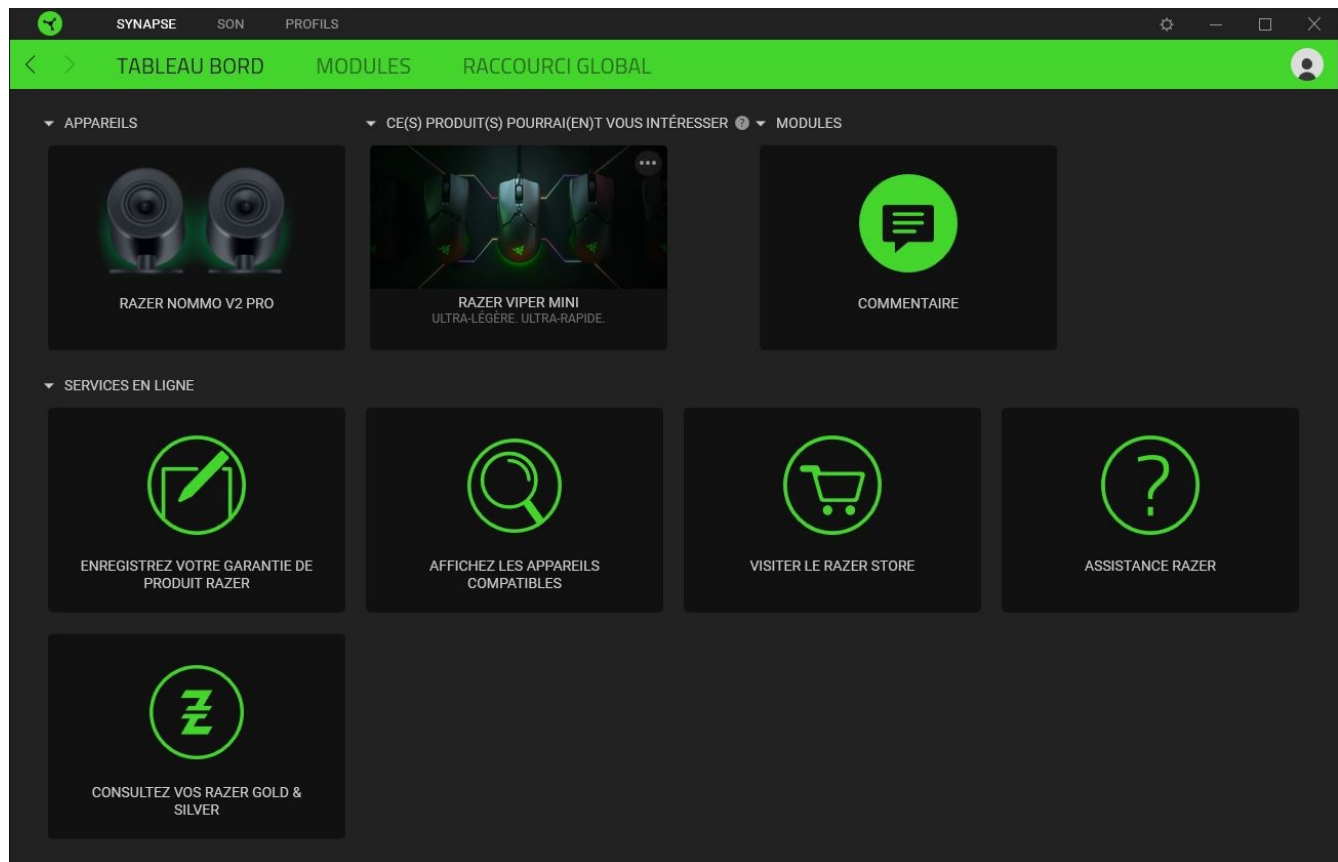 SYNAPSE SON PROFILS
TABLEAU BORD MODULES RACCOURCI GLOBAL
APPAREILS
CE(S) PRODUIT(S) POURRAI(EN)T VOUS INTÉRESSER ?
MODULES
RAZER NOMMO V2 PRO
RAZER VIPER MINI
ULTRA-LÉGÈRE. ULTRA-RAPIDE.
COMMENTAIRE
SERVICES EN LIGNE
ENREGISTREZ VOTRE GARANTIE DE
PRODUIT RAZER
AFFICHEZ LES APPAREILS
COMPATIBLES
VISITER LE RAZER STORE
ASSISTANCE RAZER
CONSULTEZ VOS RAZER GOLD &
SILVER